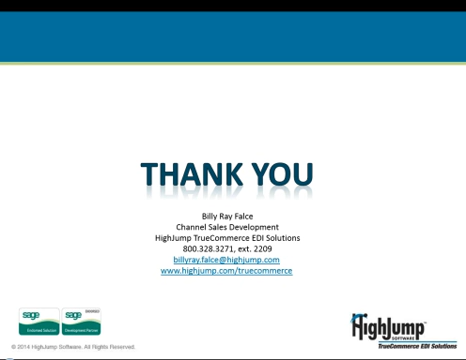 THANK YOU
Billy Ray Falce
Channel Sales Development
HighJump TrueCommerce EDI Solutions
800.328.3271, ext. 2209
billyray.falce@highjump.com
www.highjump.com/truecommerce
sage
Endorsed Solution
sage
Development Partner
HighJump
SOFTWARE
TrueCommerce EDI Solutions
© 2014 HighJump Software. All Rights Reserved.